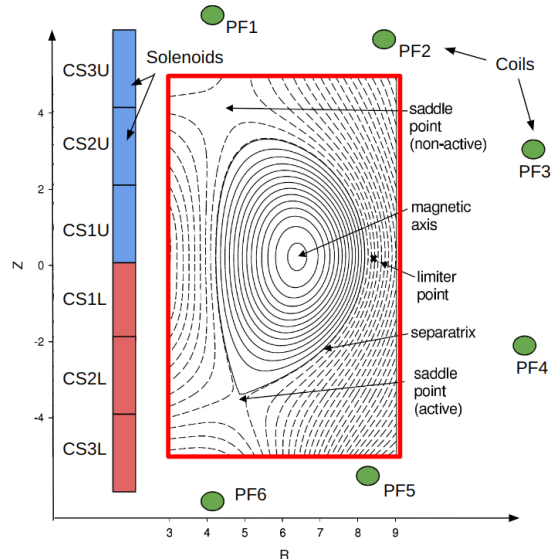 PF1
PF2
Solenoids
Coils
CS3U
CS2U
CS1U
CS1L
CS2L
CS3L
saddle
point
(non-active)
PF3
magnetic
axis
limiter
point
separatrix
PF4
saddle
point
(active)
PF5
PF6
Z
4
2
0
-2
-4
3
4
5
6
7
8
9
R